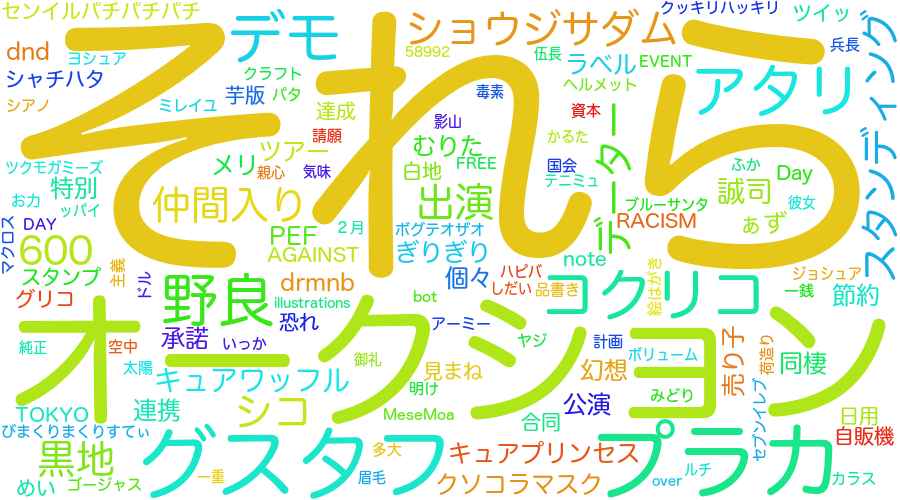 センイルパチパチパチ
クッキリハッキリ
ツイッ
ヨシュア
58992
伍長
兵長
dnd
デモ
ショウジサダム
スタンディング
シャチハタ
クラフト
芋版
パタ
ラベル
EVENT
ヘルメット
アタリ
それら
シアノ
ミレイユ
達成
毒素
資本
請願
影山
かるた
データー
ツクモガミーズ
メリ
ツアー
むりた
FREE
国会
ふか
Day
親心
気味
白地
テニミュ
誠司
彼女
おカ
特別
ッパイ
仲間入り
出演
ブルーサンタ
RACISM
ぁず
マクロス
DAY
2月
ボグテオザオ
600
PEF
AGAINST
ぎりぎり
note
主義
ドル
スタンプ
drmnb
個々
ハピバ
しだい
品書き
絵はがき
ジョシュア
一銭
節約
グリコ
野良
illustrations
bot
コクリコ
恐れ
アーミー
オークション
承諾
いっか
ヤジ
計画
売り子
荷造り
純正
空中
御礼
ボリューム
同棲
太陽
キュアワッフル
見まね
幻想
明け
みどり
セブンイレブ
TOKYO
連携
シコ
MeseMoa
合同
公演
日用
びまくりまくりすてぃ
自販機
黒地
グスタフ
多大
キュアプリンセス
プラカ
めい
ゴージャス
一重
眉毛
クソコラマスク
over
ルチ
カラス